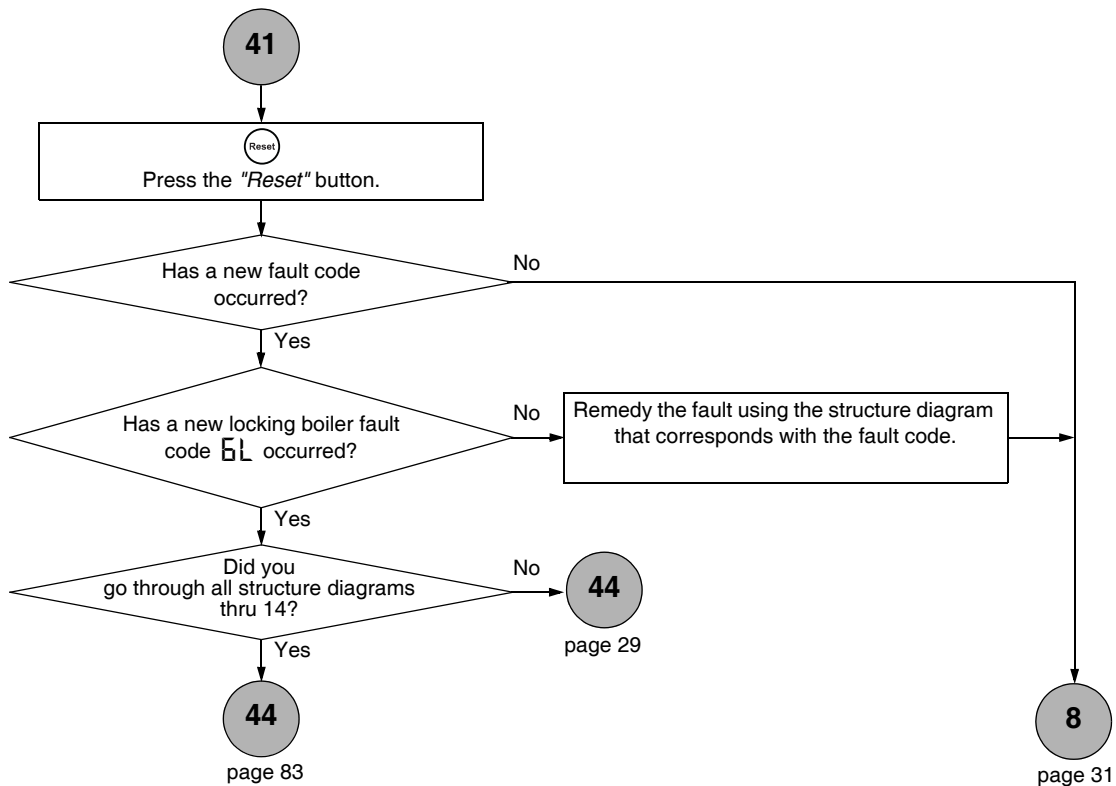 41
Reset
Press the "Reset" button.
Has a new fault code
occurred?
No
Yes
Has a new locking boiler fault
code 6L occurred?
No
Remedy the fault using the structure diagram
that corresponds with the fault code.
Yes
Did you
go through all structure diagrams
thru 14?
No
44
page 29
Yes
44
page 83
8
page 31